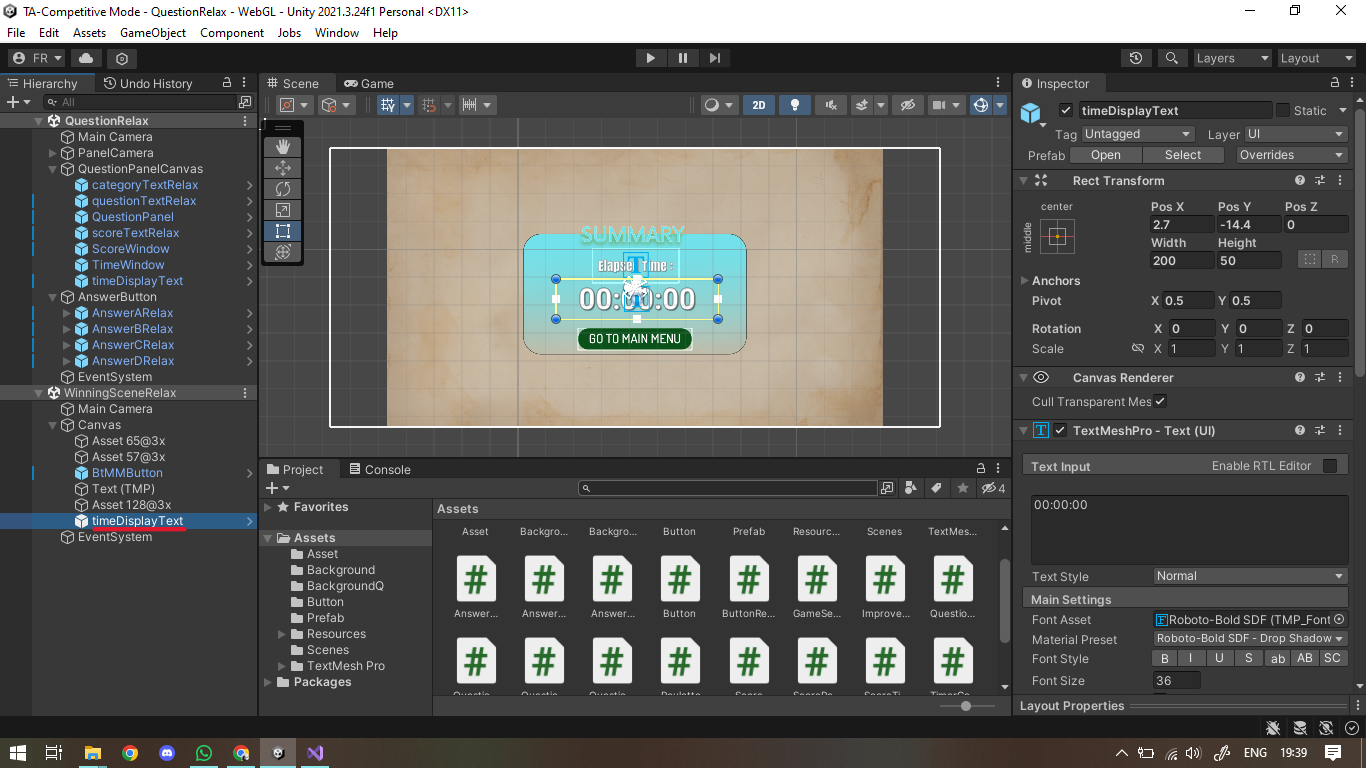 TA-Competitive Mode - QuestionRelax - WebGL - Unity 2021.3.24f1 Personal <DX11>
File Edit Assets GameObject Component Jobs Window Help
FR
Layers
Layout
Hierarchy
Undo History
All
QuestionRelax
Main Camera
PanelCamera
QuestionPanelCanvas
categoryTextRelax
questionTextRelax
QuestionPanel
scoreTextRelax
ScoreWindow
TimeWindow
timeDisplayText
AnswerButton
AnswerARelax
AnswerBRelax
AnswerCRelax
AnswerDRelax
EventSystem
WinningSceneRelax
Main Camera
Canvas
Asset 65@3x
Asset 57@3x
BtMMButton
Text (TMP)
Asset 128@3x
timeDisplayText
EventSystem
Scene
Game
2D
SUMMARY
Elapsed Time :
00:00:00
GO TO MAIN MENU
Project
Console
4
Favorites
Assets
Asset
Background
BackgroundQ
Button
Prefab
Resources
Scenes
TextMesh Pro
Packages
Assets
Asset Backgro... Backgro... Button Prefab Resourc... Scenes TextMes...
Answer... Answer... Answer... Button ButtonRe... GameSe... Improve... Questio...
Inspector
timeDisplayText
Static
Tag Untagged Layer UI
Prefab Open Select Overrides
Rect Transform
center
middle
Pos X Pos Y Pos Z
2.7 -14.4 0
Width Height
200 50
R
Anchors
Pivot X 0.5 Y 0.5
Rotation X 0 Y 0 Z 0
Scale X 1 Y 1 Z 1
Canvas Renderer
Cull Transparent Mes
TextMeshPro - Text (UI)
Text Input
Enable RTL Editor
00:00:00
Text Style Normal
Main Settings
Font Asset Roboto-Bold SDF (TMP_Font
Material Preset Roboto-Bold SDF - Drop Shadow
Font Style B I U S ab AB SC
Font Size 36
Layout Properties
ENG 19:39